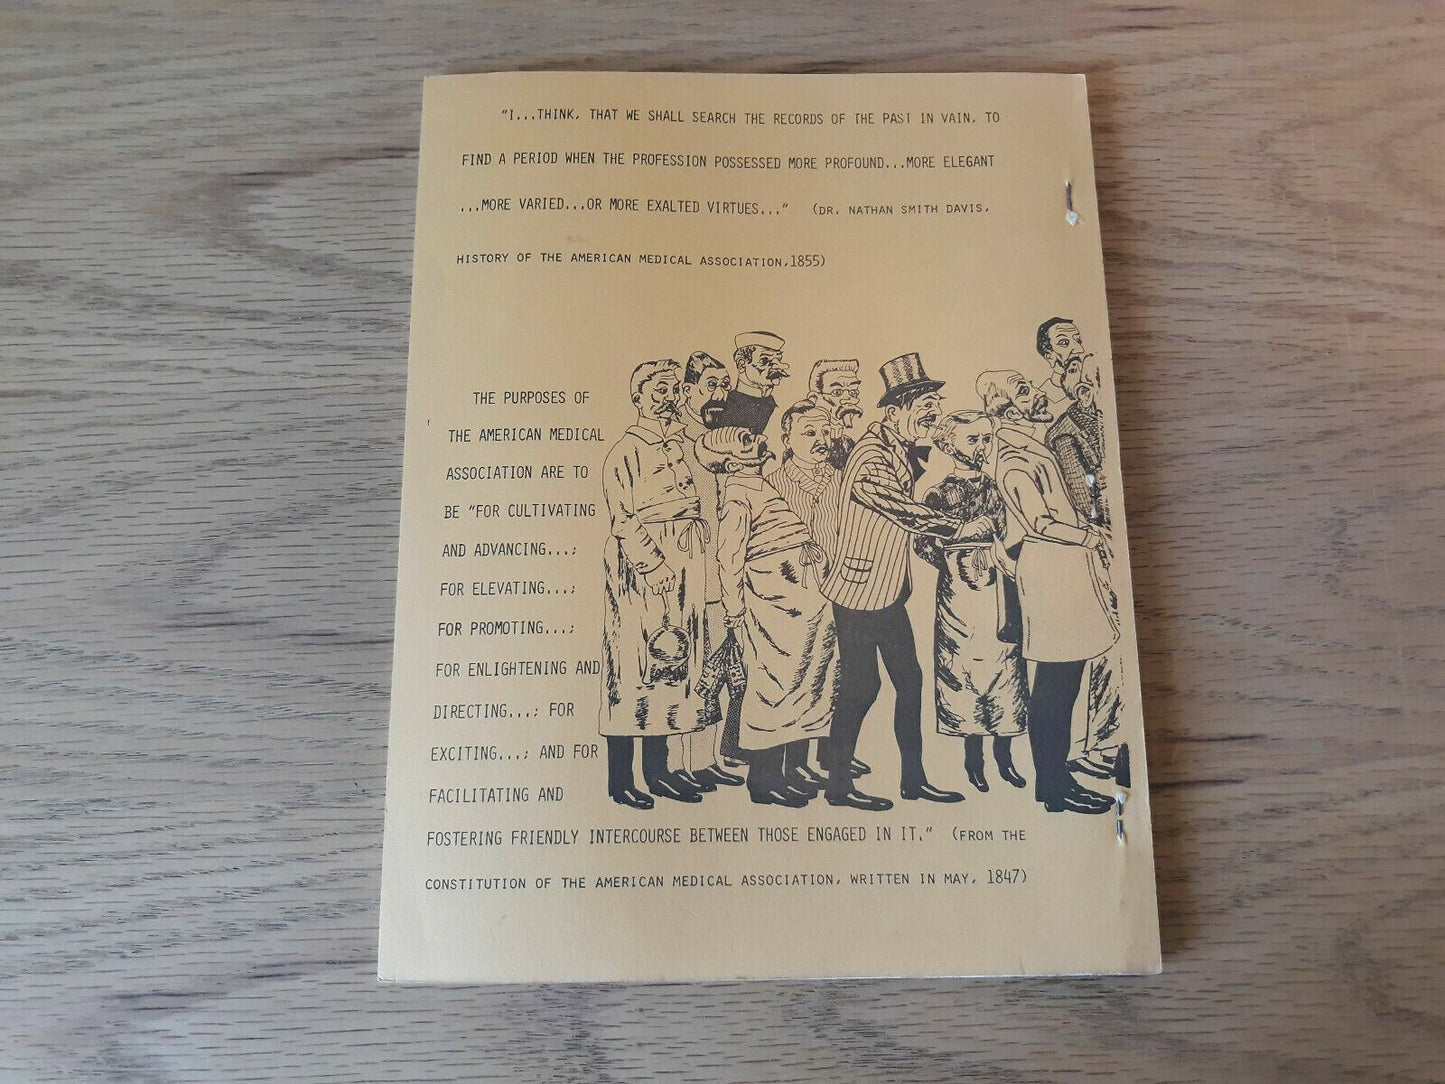 "I...THINK, THAT WE SHALL SEARCH THE RECORDS OF THE PAST IN VAIN, TO
FIND A PERIOD WHEN THE PROFESSION POSSESSED MORE PROFOUND...MORE ELEGANT
...MORE VARIED...OR MORE EXALTED VIRTUES..." (DR. NATHAN SMITH DAVIS,
HISTORY OF THE AMERICAN MEDICAL ASSOCIATION,1855)
THE PURPOSES OF
THE AMERICAN MEDICAL
ASSOCIATION ARE TO
BE "FOR CULTIVATING
AND ADVANCING...;
FOR ELEVATING...;
FOR PROMOTING...;
FOR ENLIGHTENING AND
DIRECTING...; FOR
EXCITING...; AND FOR
FACILITATING AND
FOSTERING FRIENDLY INTERCOURSE BETWEEN THOSE ENGAGED IN IT." (FROM THE
CONSTITUTION OF THE AMERICAN MEDICAL ASSOCIATION, WRITTEN IN MAY, 1847)